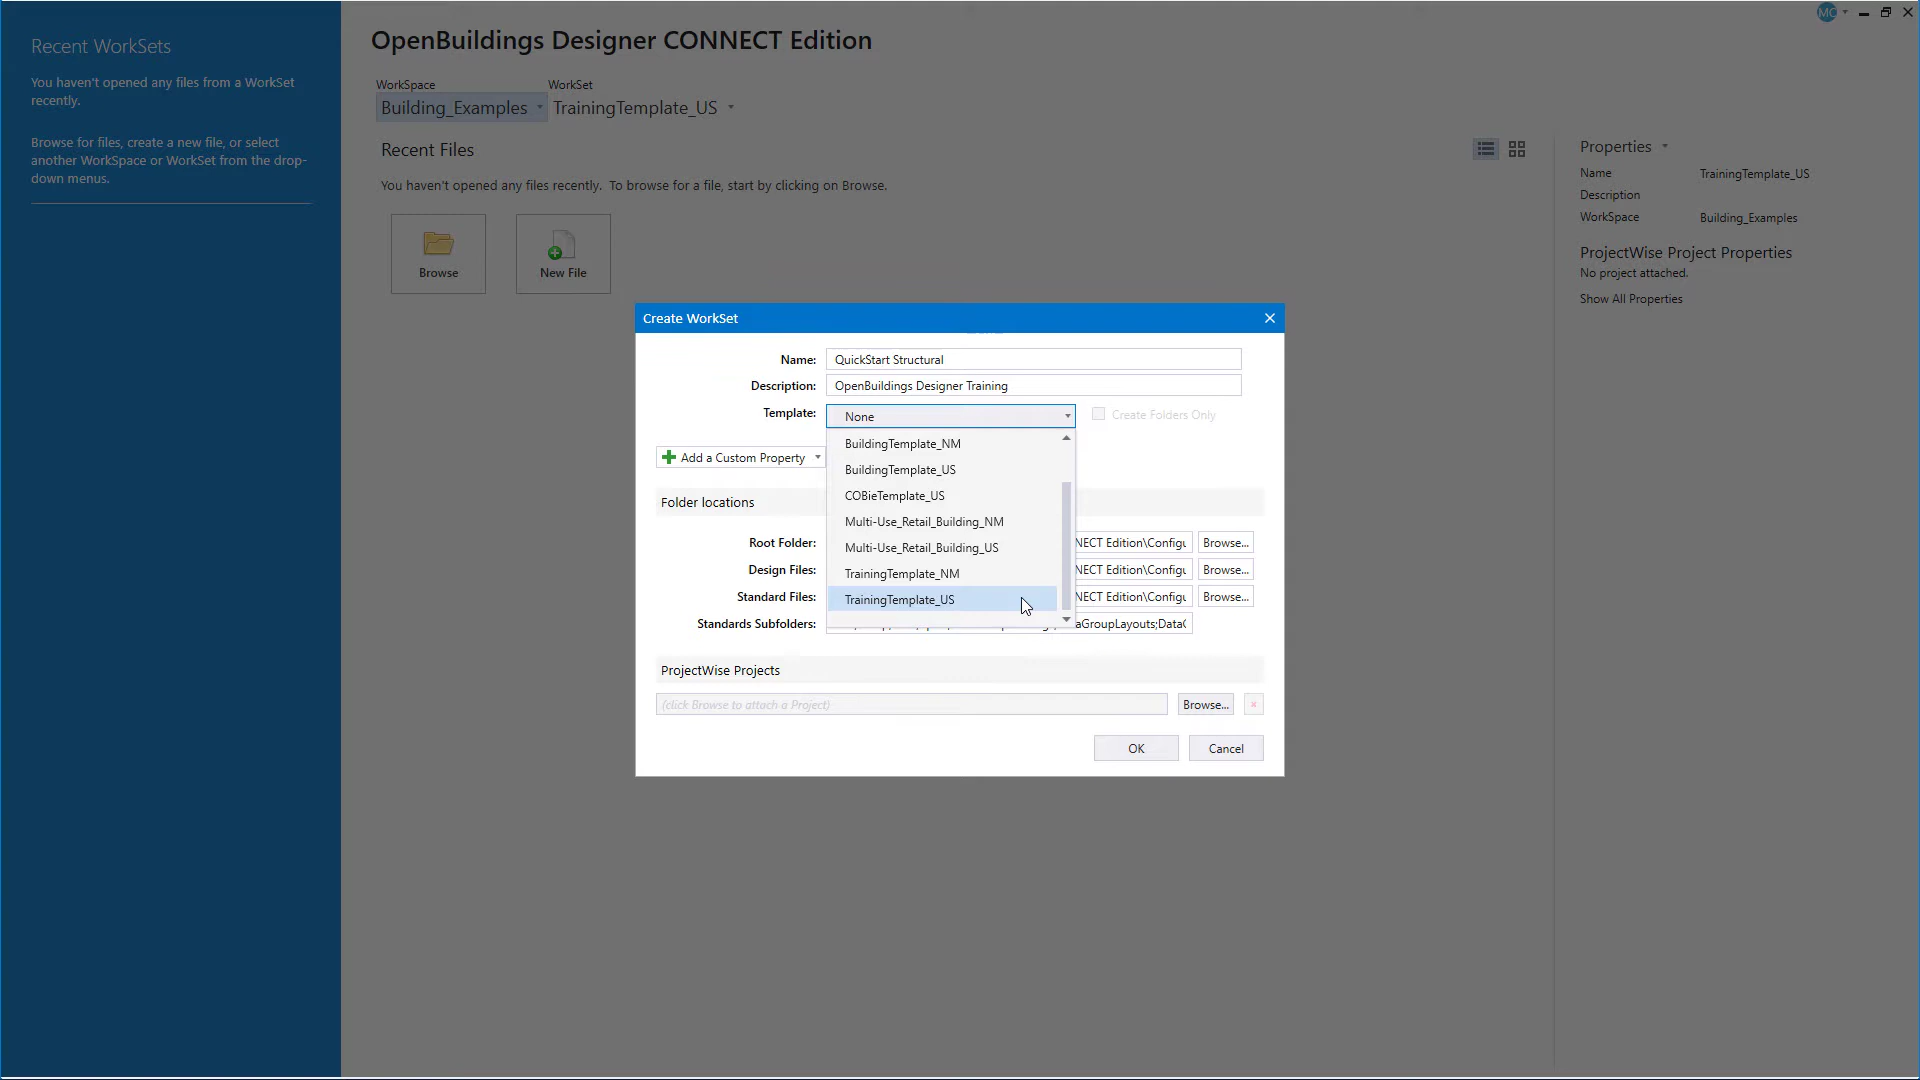 MC
Recent WorkSets
You haven't opened any files from a WorkSet
recently.
Browse for files, create a new file, or select
another WorkSpace or WorkSet from the drop-
down menus.
OpenBuildings Designer CONNECT Edition
WorkSpace WorkSet
Building_Examples TrainingTemplate_US
Recent Files
You haven't opened any files recently. To browse for a file, start by clicking on Browse.
Browse New File
Properties
Name TrainingTemplate_US
Description
WorkSpace Building_Examples
ProjectWise Project Properties
No project attached.
Show All Properties
Create WorkSet
Name: QuickStart Structural
Description: OpenBuildings Designer Training
Template: None Create Folders Only
BuildingTemplate_NM
Add a Custom Property
BuildingTemplate_US
COBieTemplate_US
Folder locations
Multi-Use_Retail_Building_NM
Root Folder: NECT Edition\Configu Browse...
Multi-Use_Retail_Building_US
Design Files: NECT Edition\Configu Browse...
TrainingTemplate_NM
Standard Files: NECT Edition\Configu Browse...
TrainingTemplate_US
Standards Subfolders: aGroupLayouts;Data
ProjectWise Projects
(click Browse to attach a Project) Browse...
OK Cancel